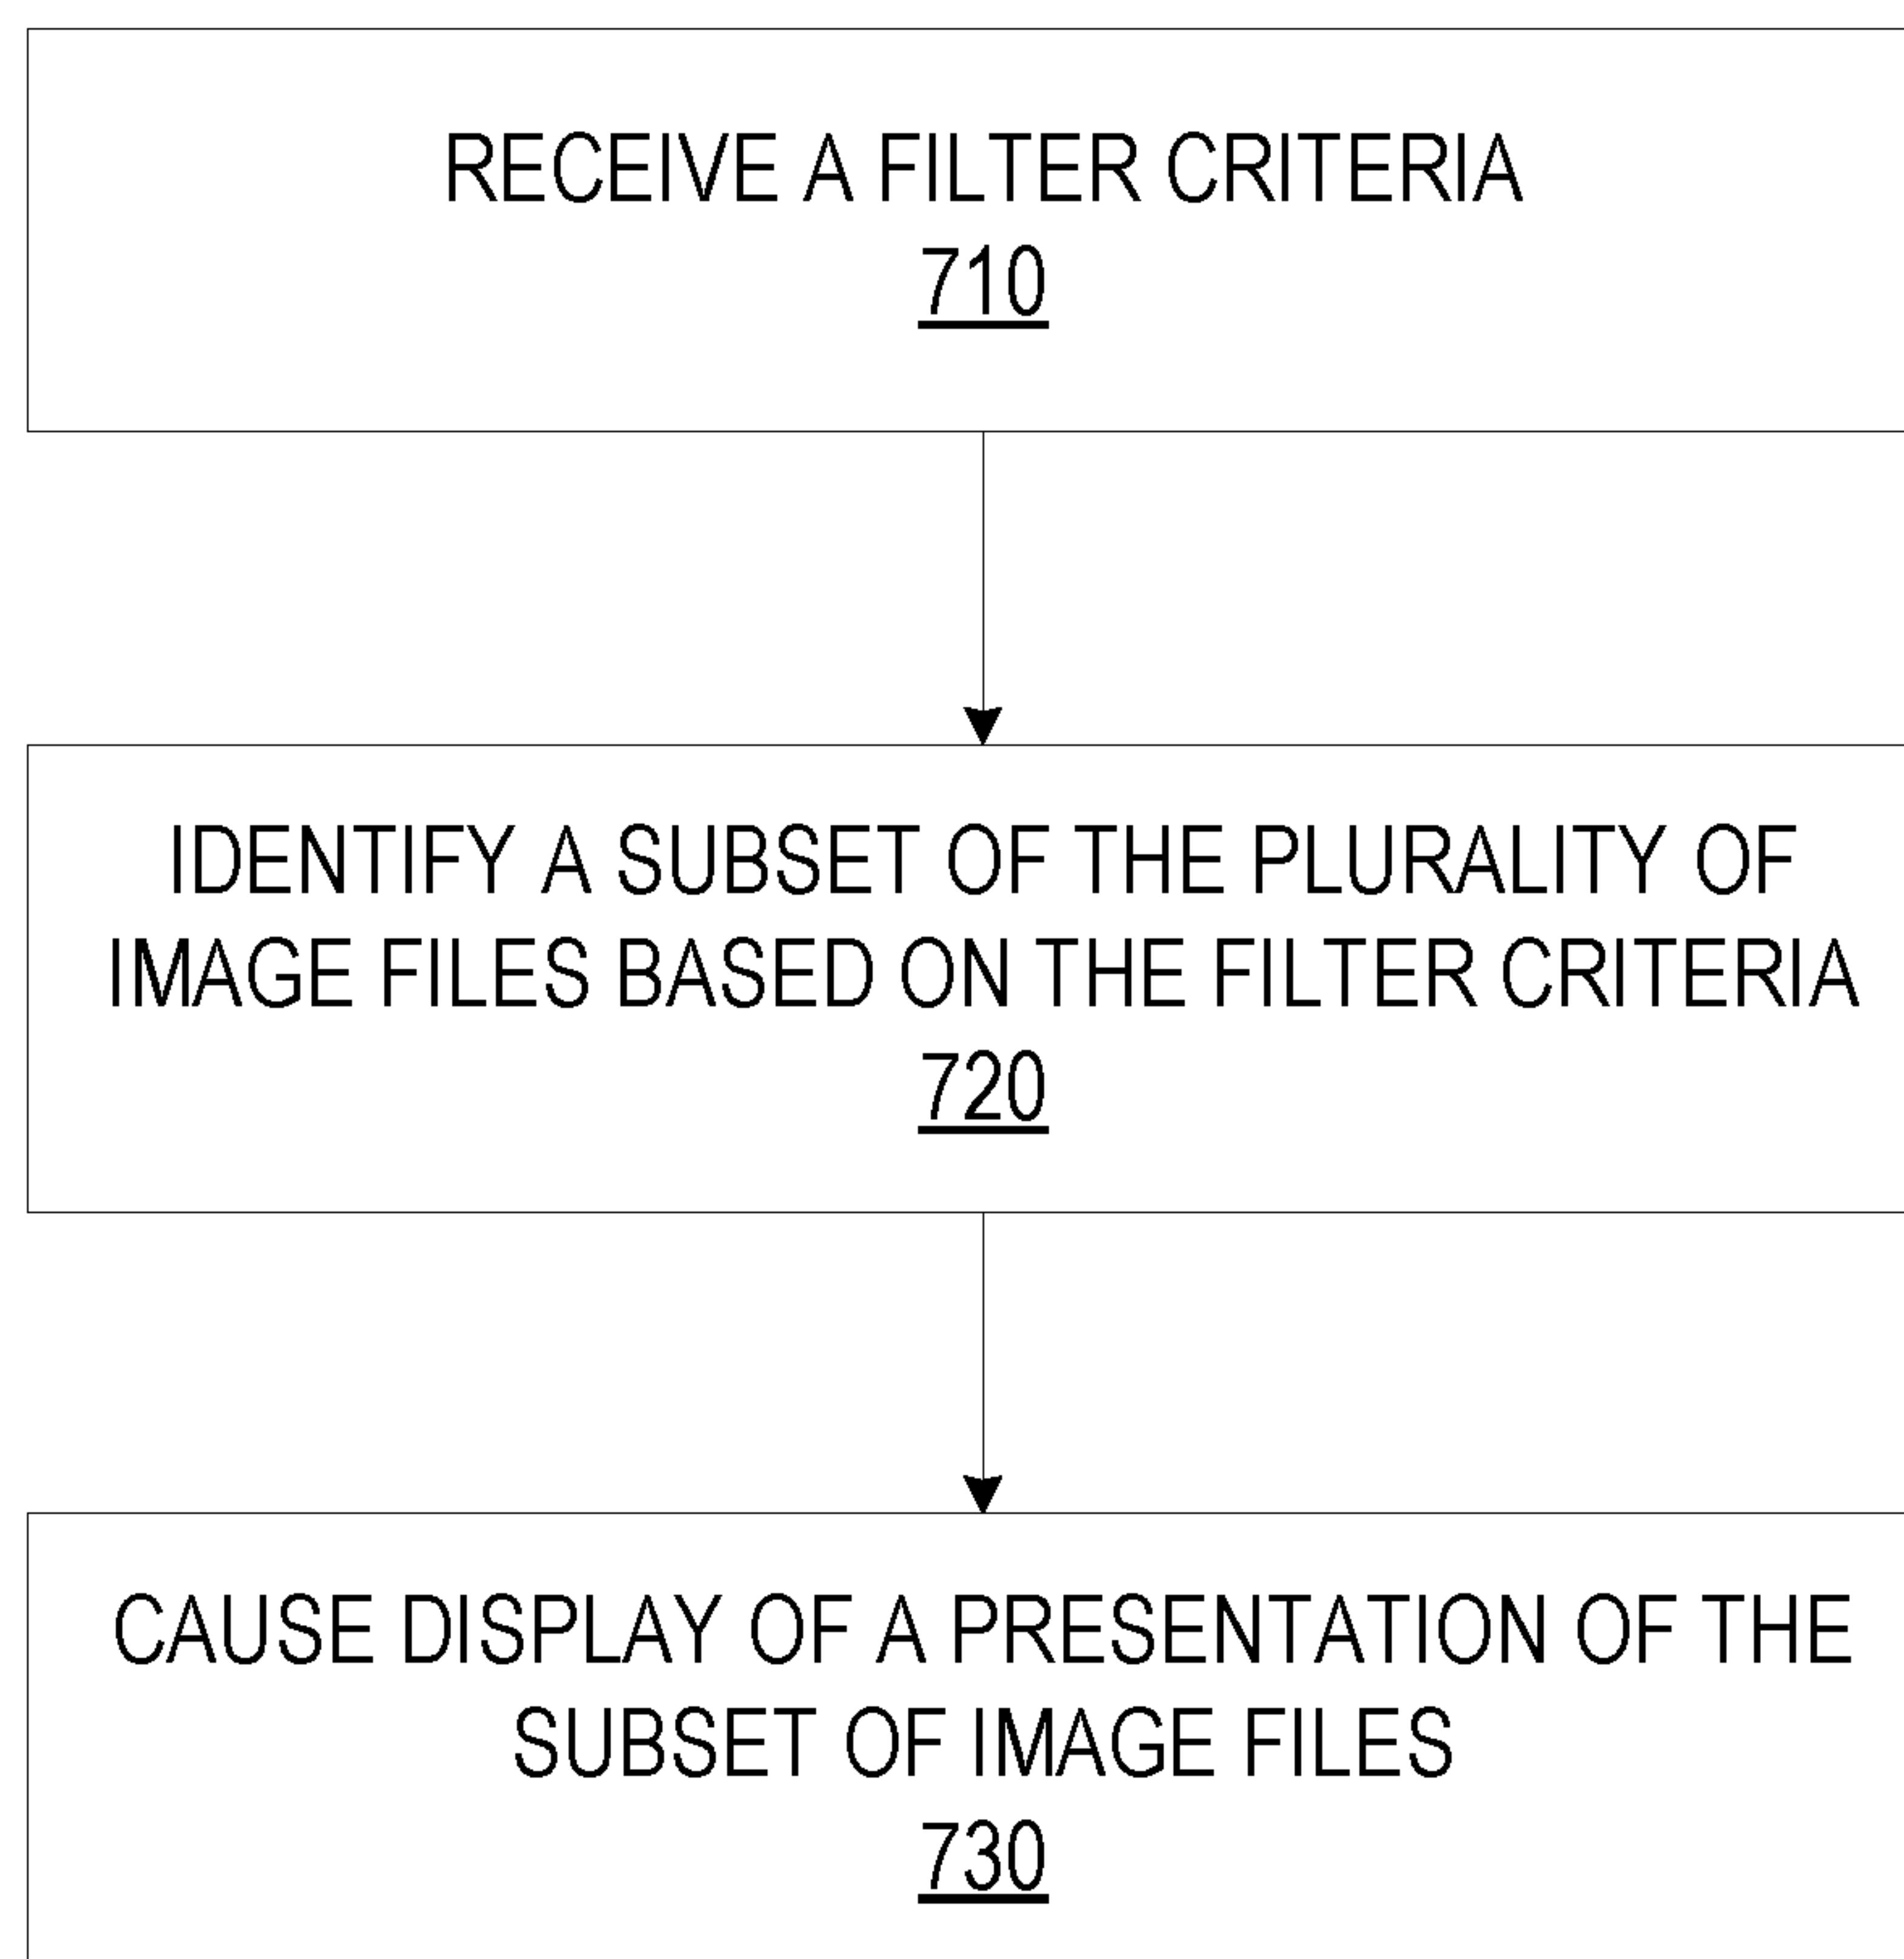 RECEIVE A FILTER CRITERIA
710
IDENTIFY A SUBSET OF THE PLURALITY OF
IMAGE FILES BASED ON THE FILTER CRITERIA
720
CAUSE DISPLAY OF A PRESENTATION OF THE
SUBSET OF IMAGE FILES
730